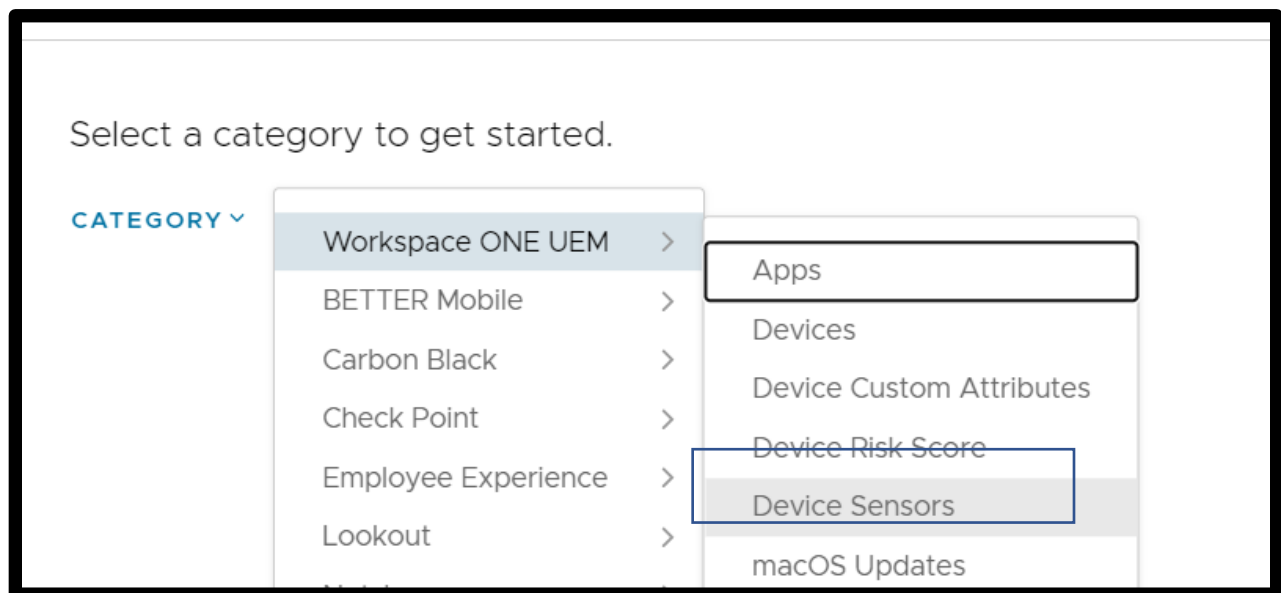 Select a category to get started.
CATEGORY
Workspace ONE UEM
BETTER Mobile
Carbon Black
Check Point
Employee Experience
Lookout
Apps
Devices
Device Custom Attributes
Device Risk Score
Device Sensors
macOS Updates